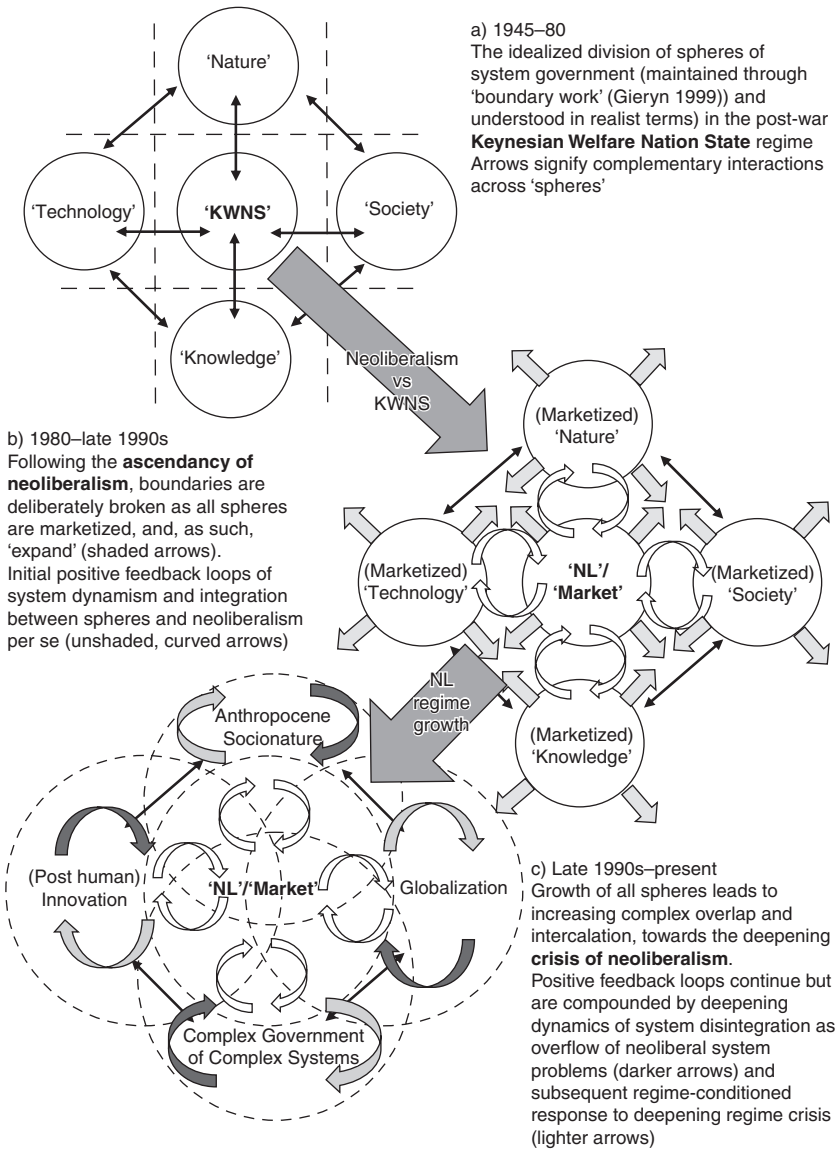 a) 1945–80
The idealized division of spheres of
system government (maintained through
‘boundary work’ (Gieryn 1999)) and
understood in realist terms) in the post-war
Keynesian Welfare Nation State regime
Arrows signify complementary interactions
across ‘spheres’
‘Nature’
‘Technology’
‘KWNS’
‘Society’
‘Knowledge’
Neoliberalism
vs
KWNS
b) 1980–late 1990s
Following the ascendancy of
neoliberalism, boundaries are
deliberately broken as all spheres
are marketized, and, as such,
‘expand’ (shaded arrows).
Initial positive feedback loops of
system dynamism and integration
between spheres and neoliberalism
per se (unshaded, curved arrows)
(Marketized)
‘Nature’
(Marketized)
‘Technology’
‘NL’/
‘Market’
(Marketized)
‘Society’
(Marketized)
‘Knowledge’
NL
regime
growth
Anthropocene
Socionature
(Post human)
Innovation
‘NL’/‘Market’
Globalization
Complex Government
of Complex Systems
c) Late 1990s–present
Growth of all spheres leads to
increasing complex overlap and
intercalation, towards the deepening
crisis of neoliberalism.
Positive feedback loops continue but
are compounded by deepening
dynamics of system disintegration as
overflow of neoliberal system
problems (darker arrows) and
subsequent regime-conditioned
response to deepening regime crisis
(lighter arrows)